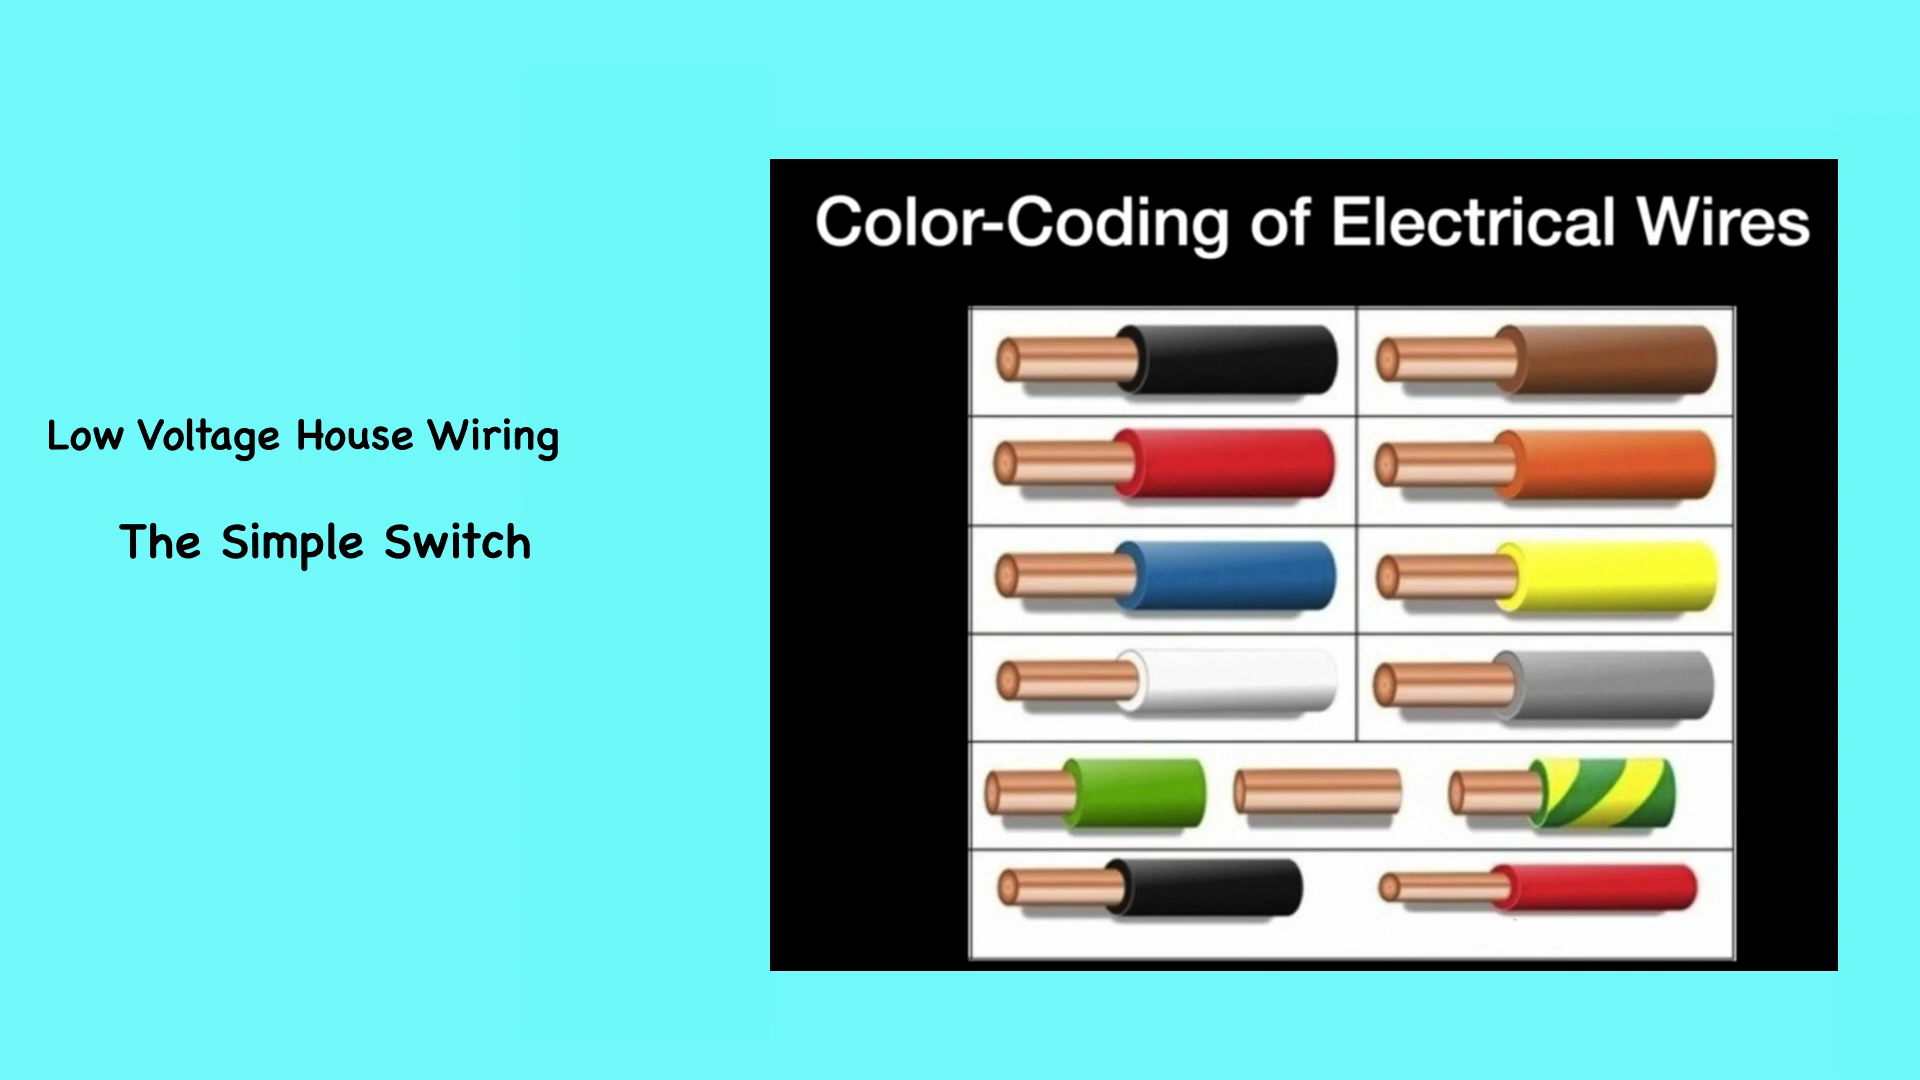 Color-Coding of Electrical Wires
Low Voltage House Wiring
The Simple Switch